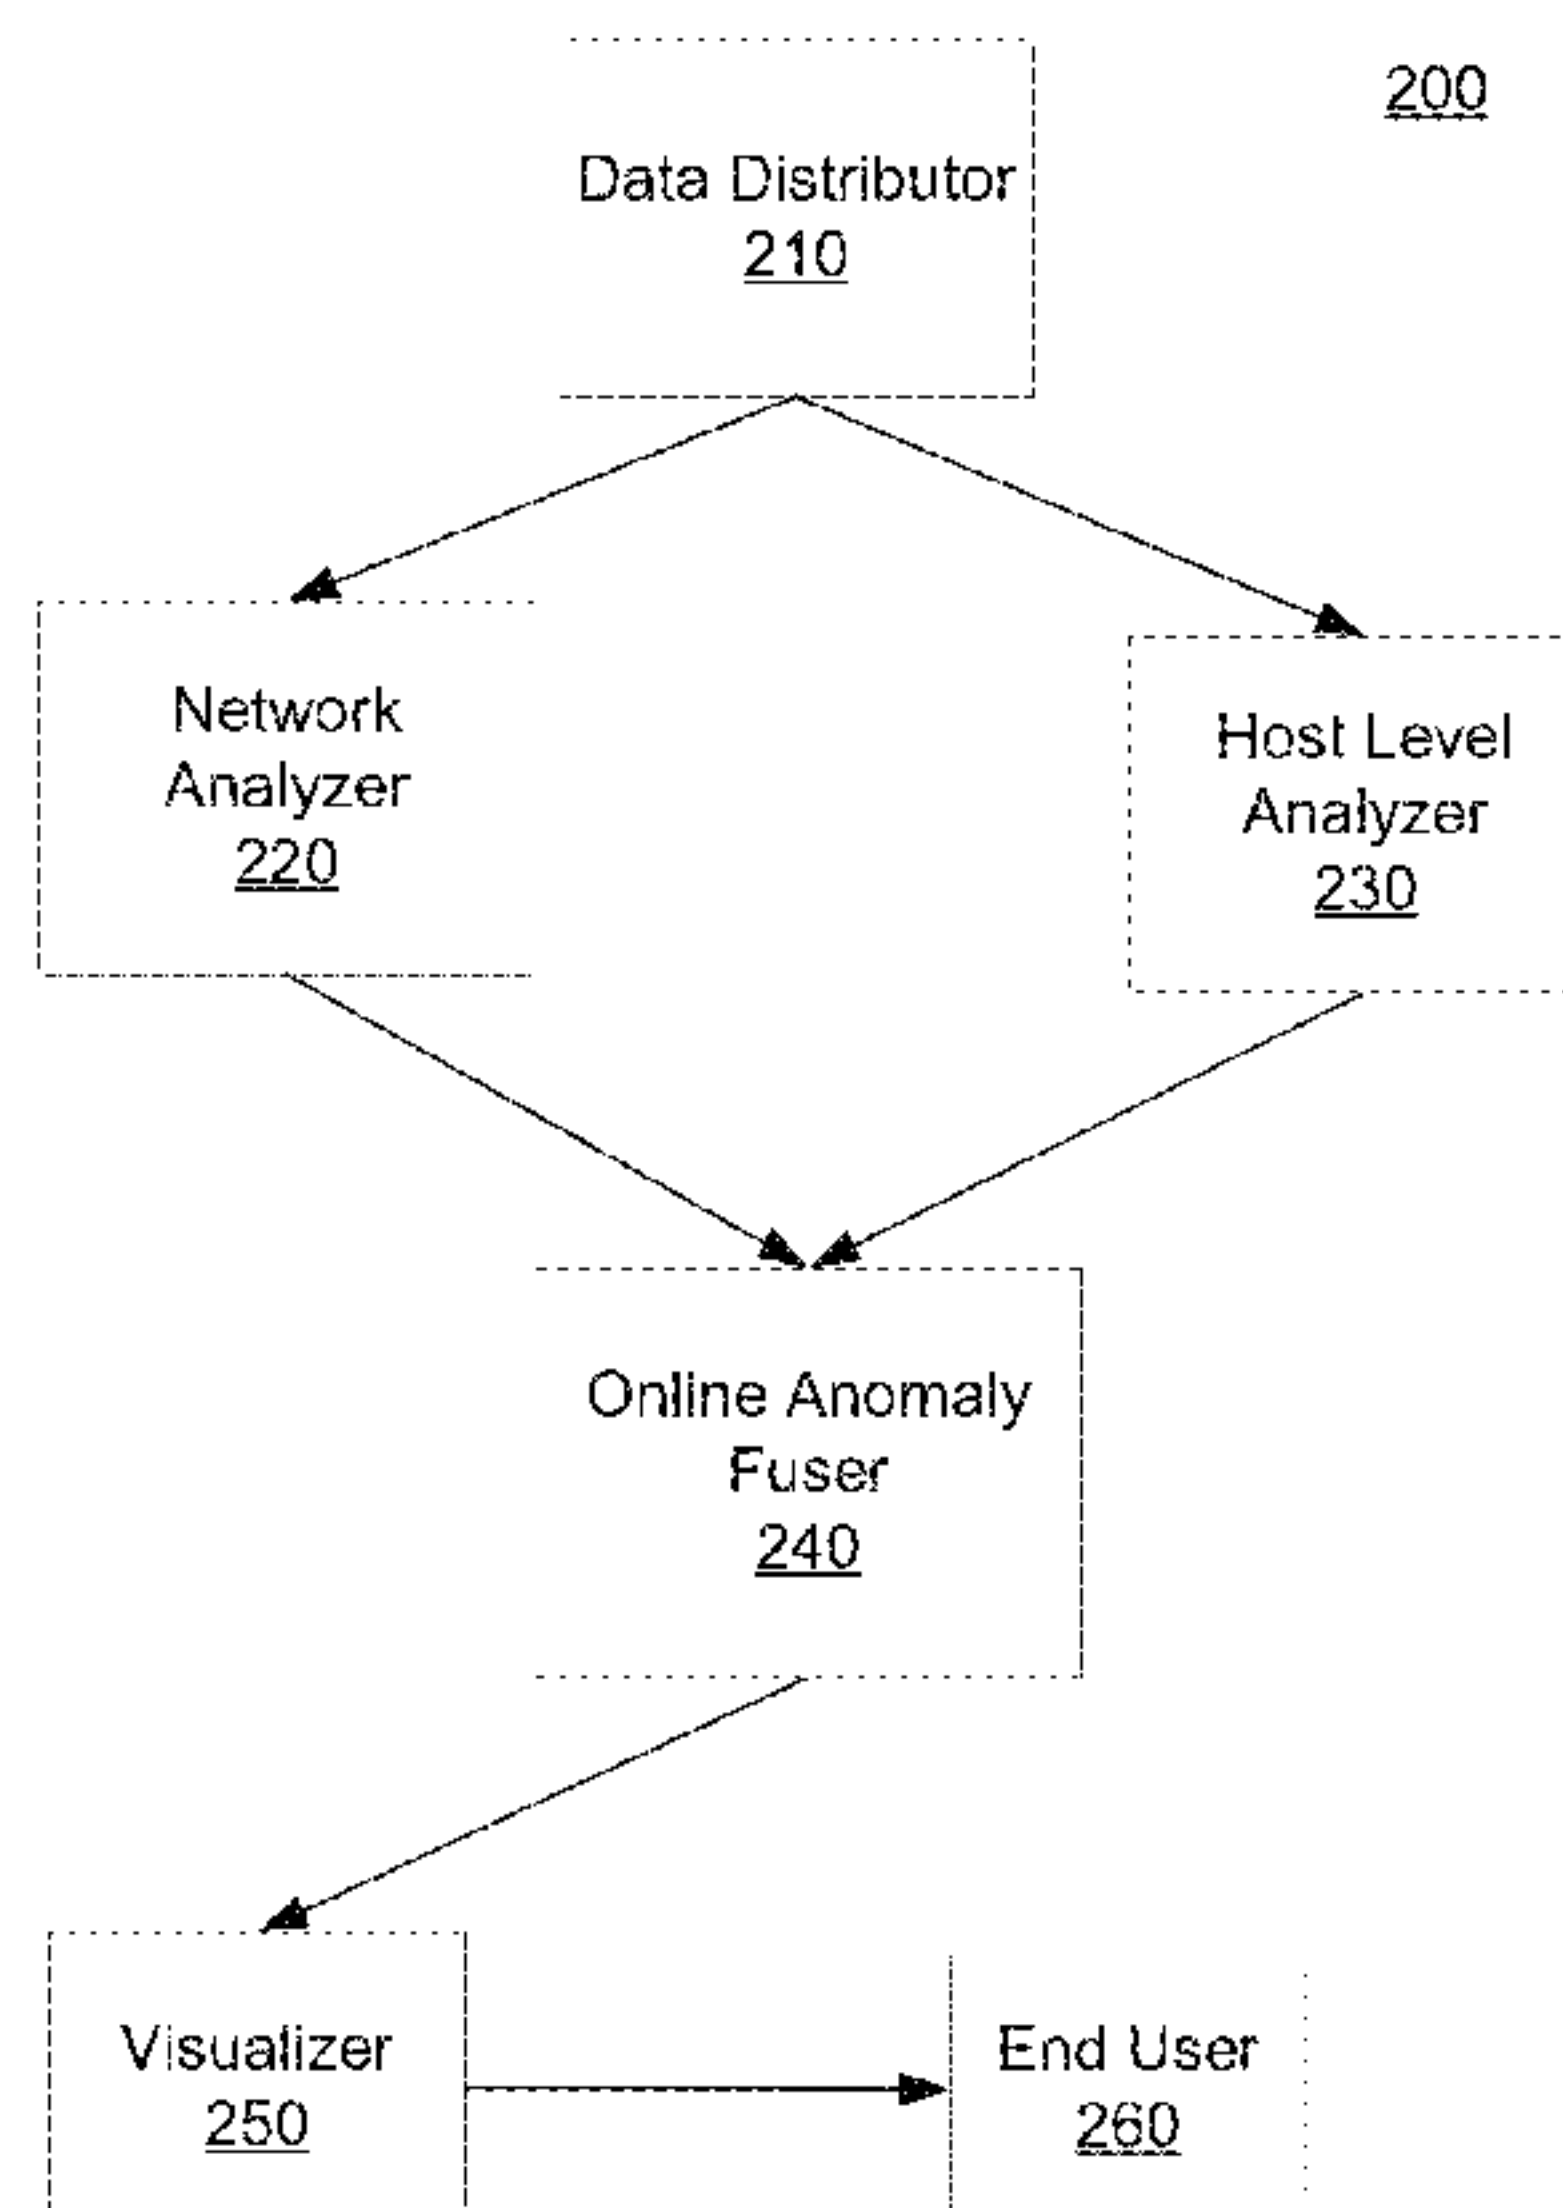 200
Data Distributor
210
Network
Analyzer
220
Host Level
Analyzer
230
Online Anomaly
Fuser
240
Visualizer
250
End User
260